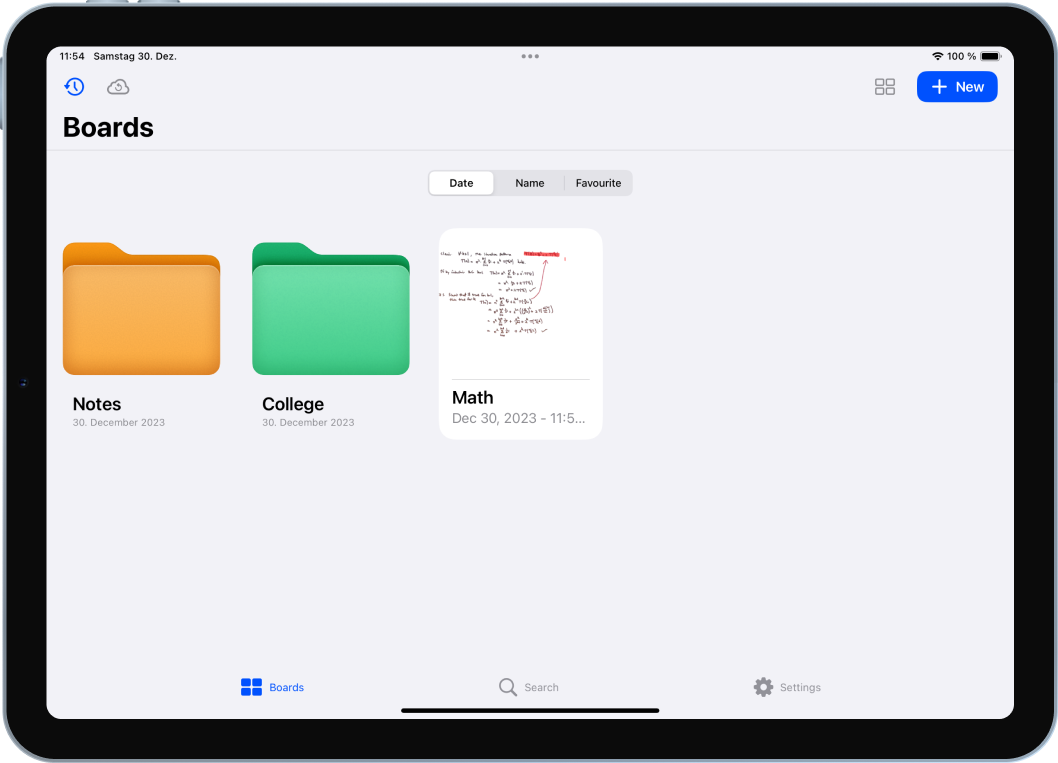 11:54 Samstag 30. Dez.
100 %
New
Boards
Date Name Favourite
Notes
30. December 2023
College
30. December 2023
Math
Dec 30, 2023 - 11:5...
Boards Search Settings